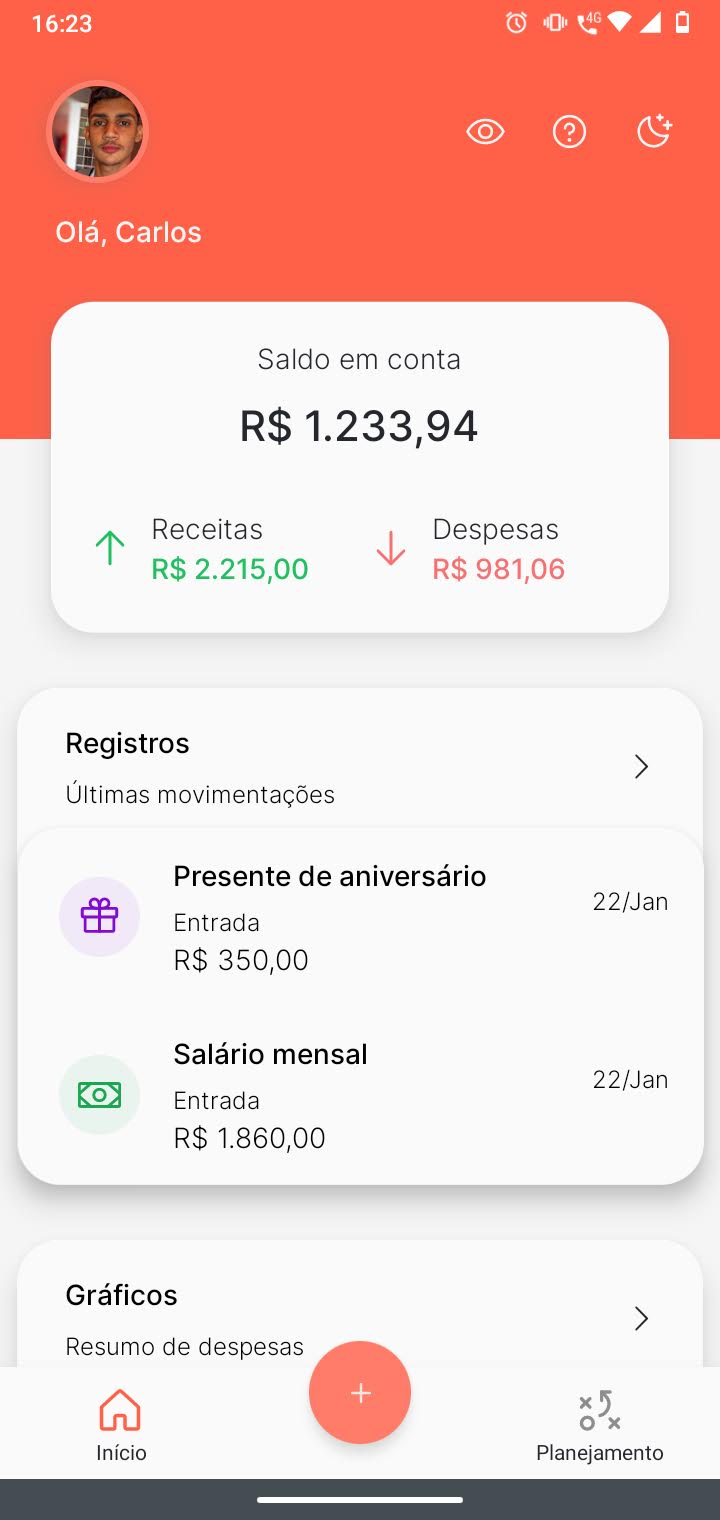 16:23
4G
Olá, Carlos
Saldo em conta
R$ 1.233,94
Receitas
R$ 2.215,00
Despesas
R$ 981,06
Registros
Últimas movimentações
Presente de aniversário
Entrada
R$ 350,00
22/Jan
Salário mensal
Entrada
R$ 1.860,00
22/Jan
Gráficos
Resumo de despesas
Início
Planejamento